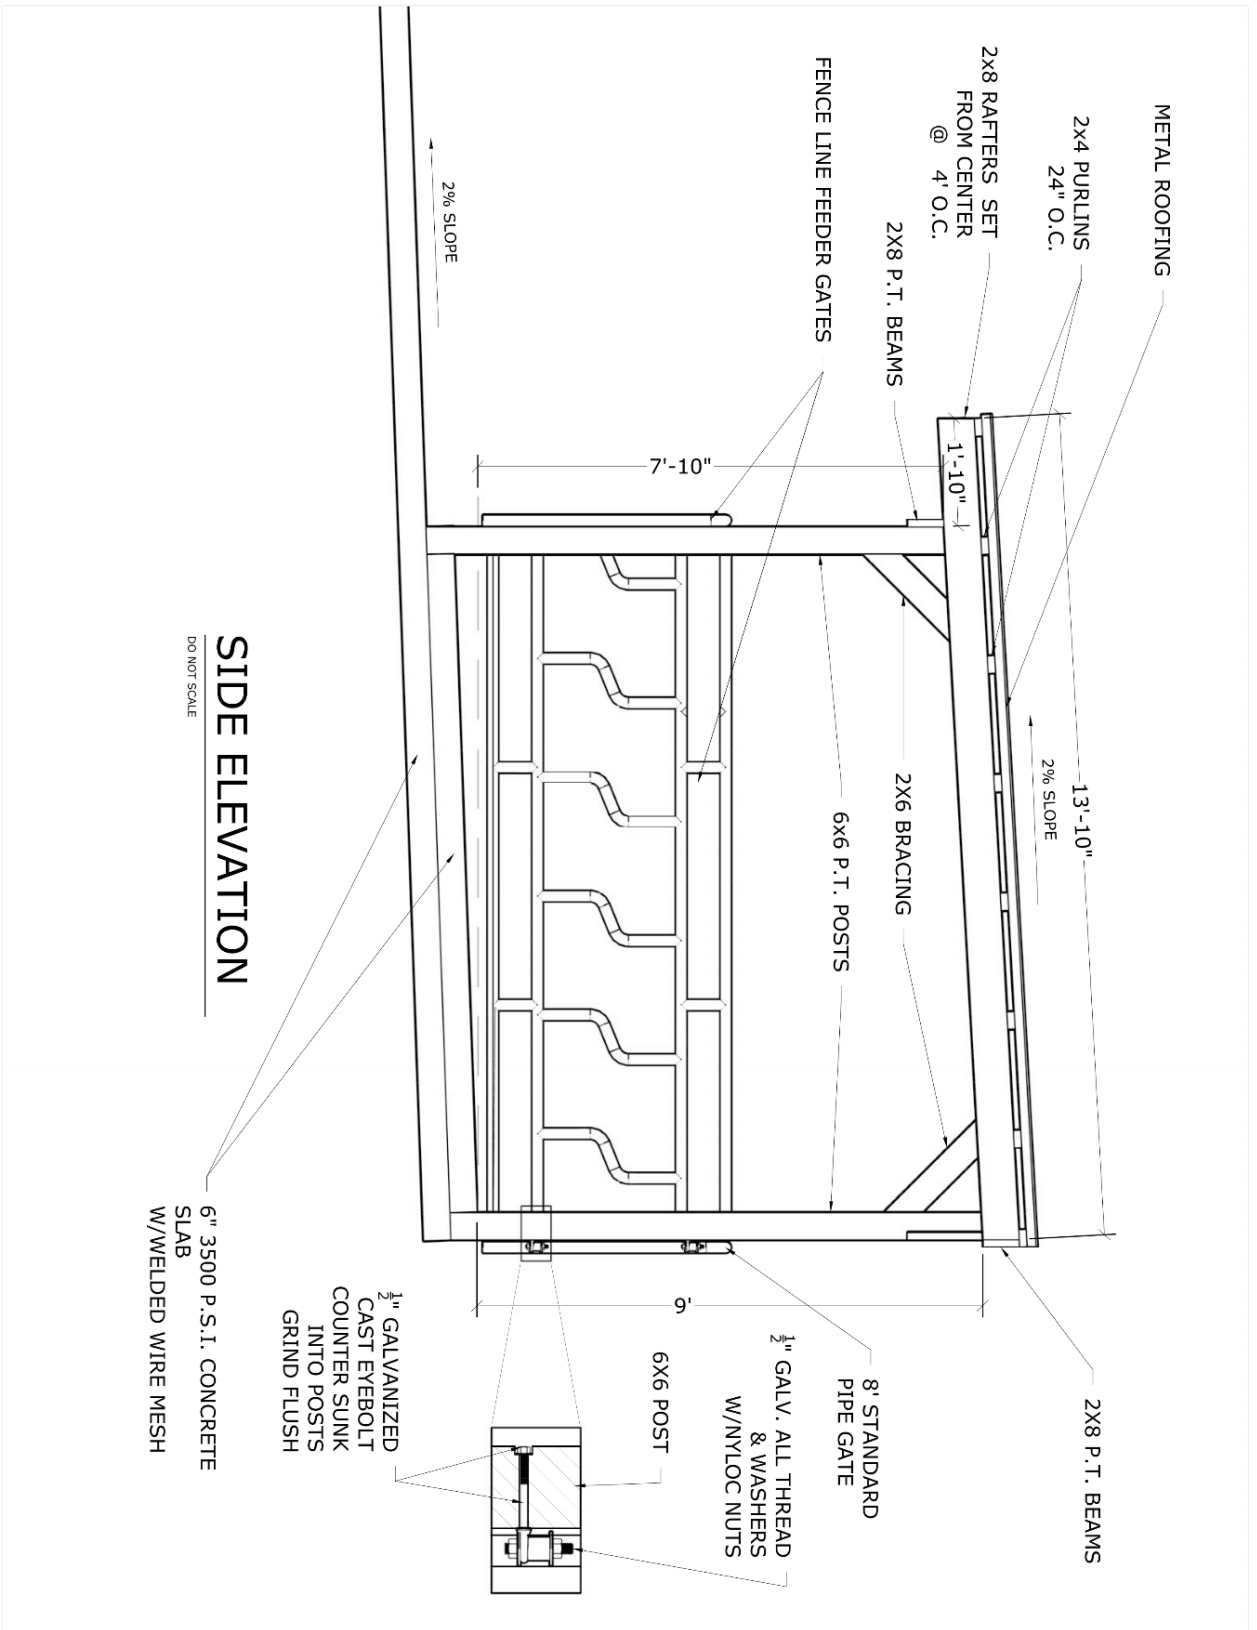 METAL ROOFING
2x4 PURLINS
24" O.C.
2x8 RAFTERS SET
FROM CENTER
@ 4' O.C.
2X8 P.T. BEAMS
FENCE LINE FEEDER GATES
2% SLOPE
13'-10"
2% SLOPE
1'-10"
7'-10"
2X6 BRACING
6x6 P.T. POSTS
9'
2X8 P.T. BEAMS
8' STANDARD
PIPE GATE
½" GALV. ALL THREAD
& WASHERS
W/NYLOC NUTS
6X6 POST
½" GALVANIZED
CAST EYEBOLT
COUNTER SUNK
INTO POSTS
GRIND FLUSH
6" 3500 P.S.I. CONCRETE
SLAB
W/WELDED WIRE MESH
SIDE ELEVATION
DO NOT SCALE